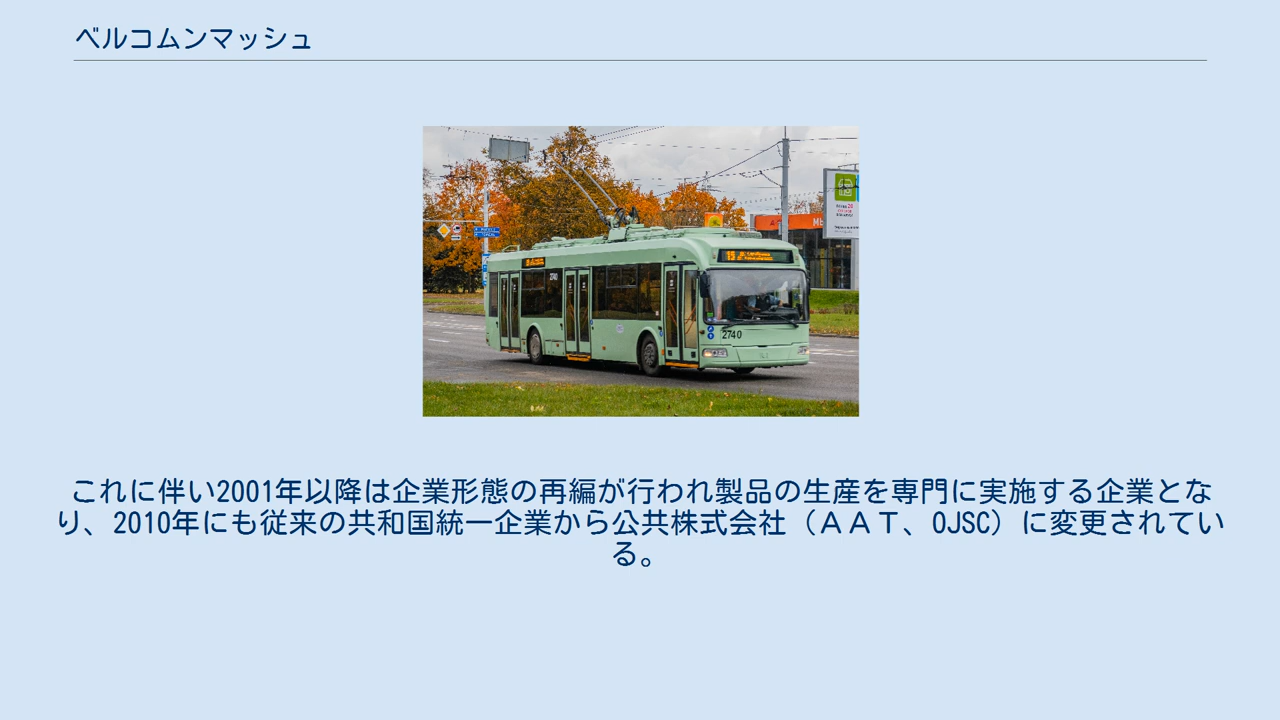 ベルコムンマッシュ
2740
19
2740
これに伴い2001年以降は企業形態の再編が行われ製品の生産を専門に実施する企業とな
り、2010年にも従来の共和国統一企業から公共株式会社（ＡＡＴ、OJSC）に変更されてい
る。